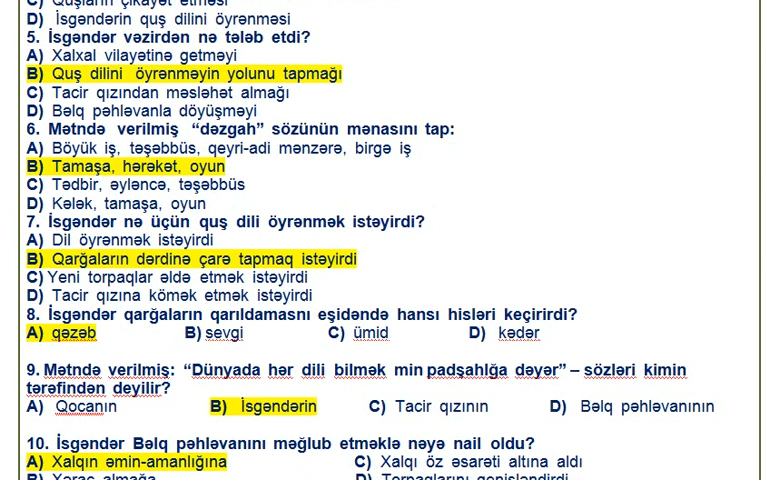 C) Quşların çikayət etməsi
D) İsgəndərin quş dilini öyrənməsi
5. İsgəndər vəzirdən nə tələb etdi?
A) Xalxal vilayətinə getməyi
B) Quş dilini öyrənməyin yolunu tapmağı
C) Tacir qızından məsləhət almağı
D) Bəlq pəhləvanla döyüşməyi
6. Mətndə verilmiş “dəzgah” sözünün mənasını tap:
A) Böyük iş, təşəbbüs, qeyri-adi mənzərə, birgə iş
B) Tamaşa, hərəkət, oyun
C) Tədbir, əyləncə, təşəbbüs
D) Kələk, tamaşa, oyun
7. İsgəndər nə üçün quş dili öyrənmək istəyirdi?
A) Dil öyrənmək istəyirdi
B) Qarğaların dərdinə çarə tapmaq istəyirdi
C) Yeni torpaqlar əldə etmək istəyirdi
D) Tacir qızına kömək etmək istəyirdi
8. İsgəndər qarğaların qarıldamasnı eşidəndə hansı hisləri keçirirdi?
A) qəzəb B) sevgi C) ümid D) kədər
9. Mətndə verilmiş: “Dünyada hər dili bilmək min padşahlğa dəyər” – sözləri kimin
tərəfindən deyilir?
A) Qocanın B) İsgəndərin C) Tacir qızının D) Bəlq pəhləvanının
10. İsgəndər Bəlq pəhləvanını məğlub etməklə nəyə nail oldu?
A) Xalqın əmin-amanlığına C) Xalqı öz əsarəti altına aldı
B) Xərac almağa D) Torpaqlarını genişləndirdi